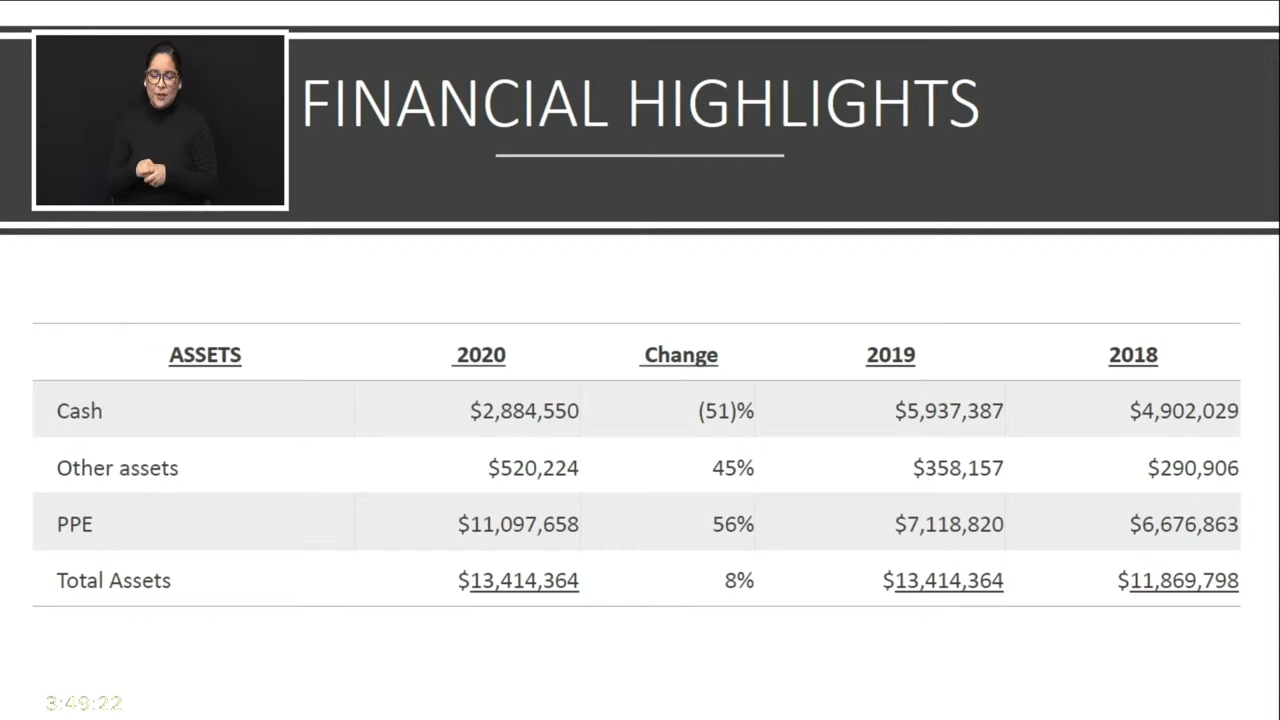 FINANCIAL HIGHLIGHTS
ASSETS 2020 Change 2019 2018
Cash $2,884,550 (51)% $5,937,387 $4,902,029
Other assets $520,224 45% $358,157 $290,906
PPE $11,097,658 56% $7,118,820 $6,676,863
Total Assets $13,414,364 8% $13,414,364 $11,869,798
3:49:22